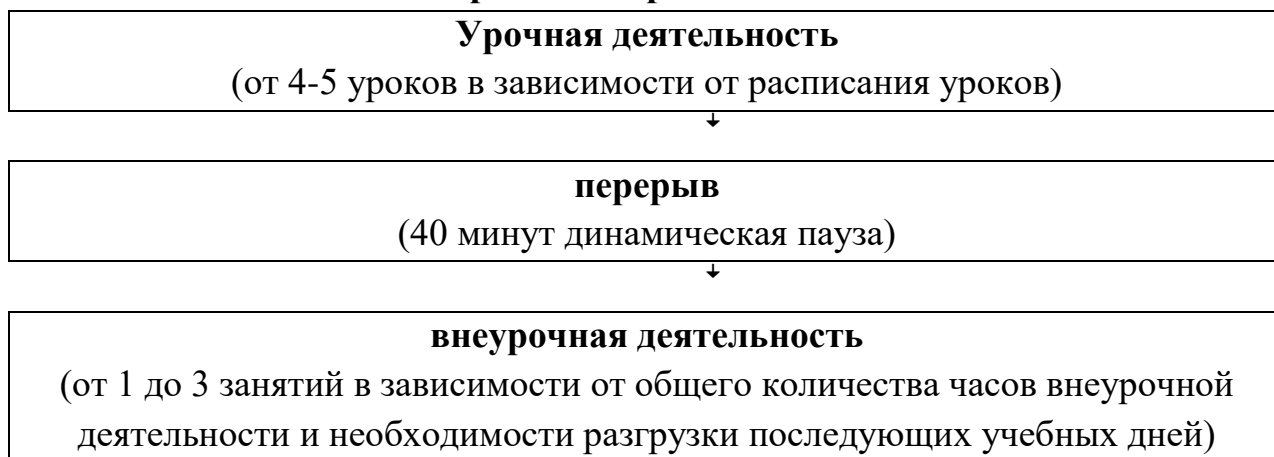 Урочная деятельность
(от 4-5 уроков в зависимости от расписания уроков)
перерыв
(40 минут динамическая пауза)
внеурочная деятельность
(от 1 до 3 занятий в зависимости от общего количества часов внеурочной
деятельности и необходимости разгрузки последующих учебных дней)